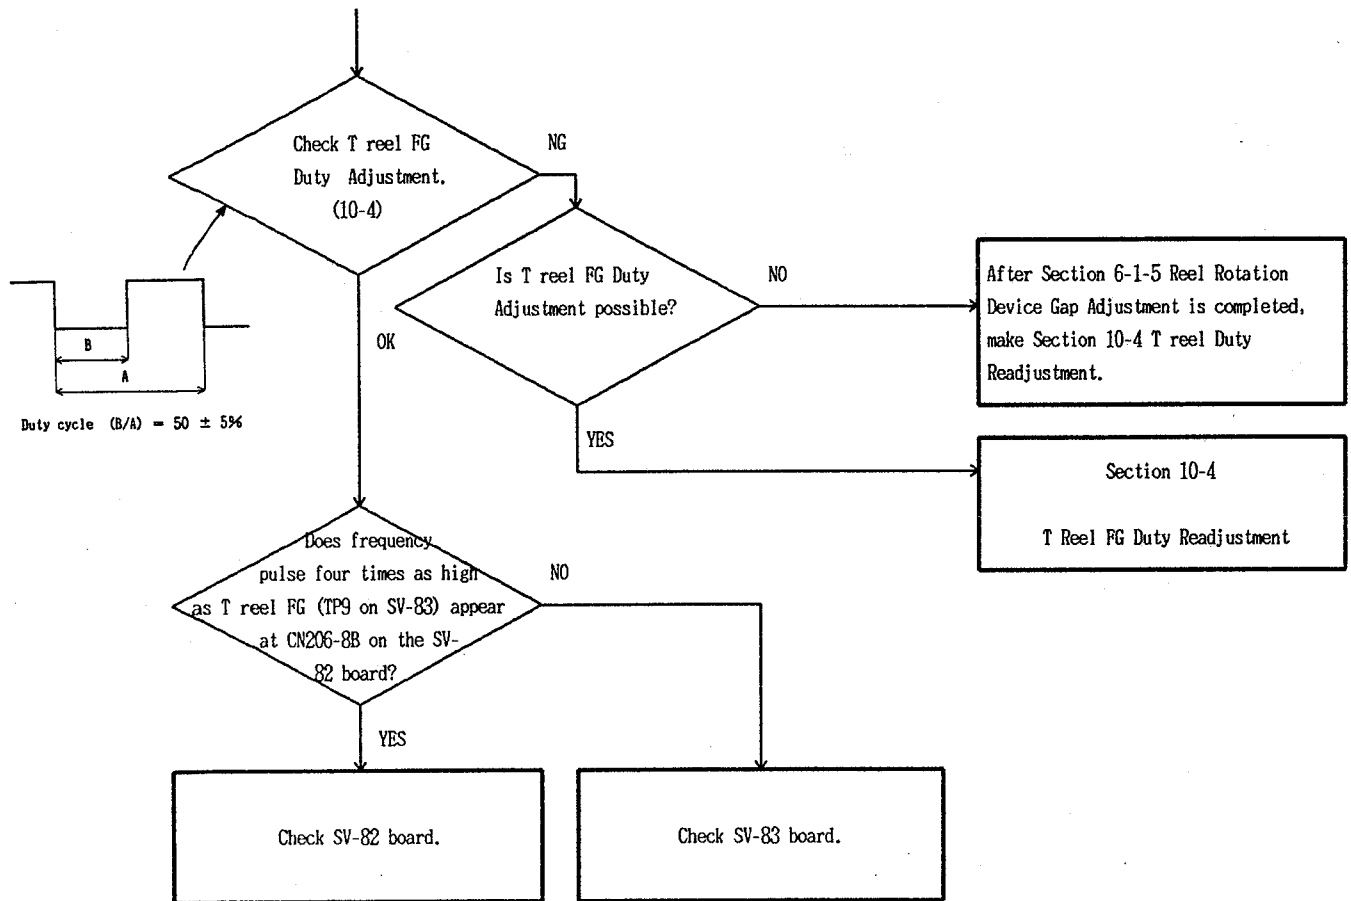 Check T reel FG
Duty Adjustment.
(10-4)
NG
OK
B
A
Duty cycle (B/A) = 50 ± 5%
Is T reel FG Duty
Adjustment possible?
NO
YES
After Section 6-1-5 Reel Rotation
Device Gap Adjustment is completed,
make Section 10-4 T reel Duty
Readjustment.
Section 10-4
T Reel FG Duty Readjustment
Does frequency
pulse four times as high
as T reel FG (TP9 on SV-83) appear
at CN206-8B on the SV-
82 board?
NO
YES
Check SV-82 board.
Check SV-83 board.